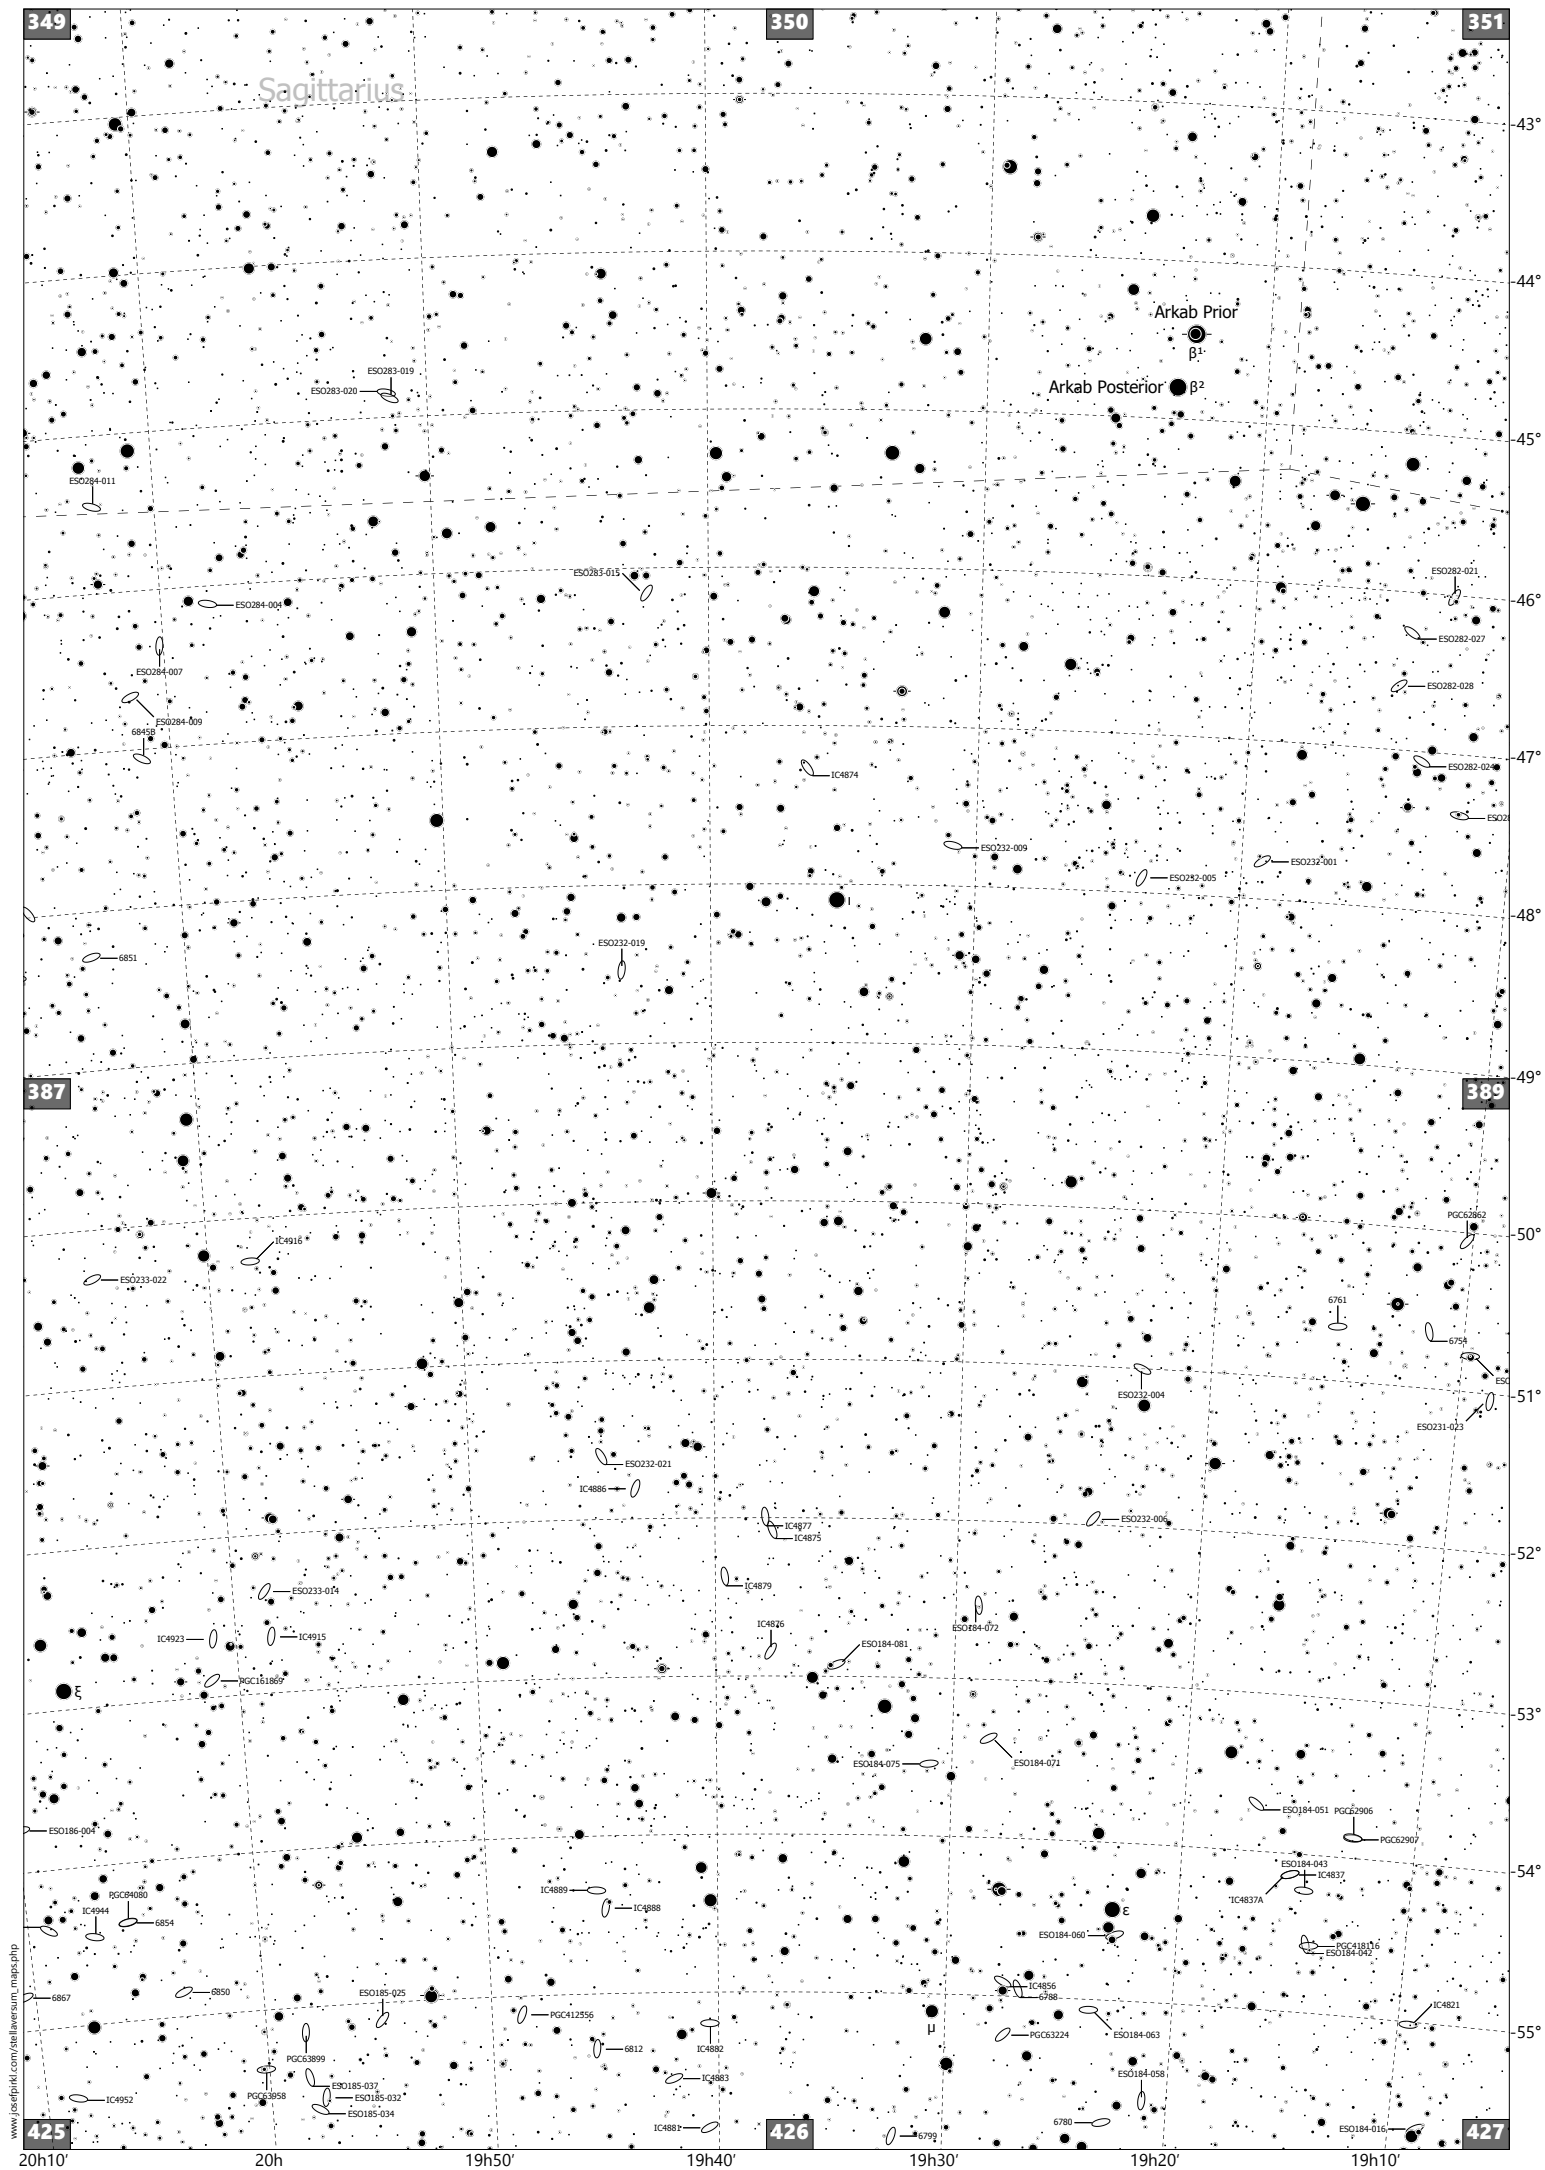 349
350
351
Sagittarius
-43°
-44°
Arkab Prior
β¹
Arkab Posterior
β²
ESO283-019
ESO283-020
-45°
ESO284-011
ESO283-015
ESO282-021
ESO284-004
-46°
ESO282-027
ESO284-007
ESO282-028
ESO284-009
6845B
-47°
ESO282-024
IC4874
ESO28
ESO232-009
ESO232-001
ESO232-005
ι
-48°
ESO232-019
6851
-49°
387
389
PGC62862
-50°
IC4916
ESO233-022
6761
6754
ESO
ESO232-004
-51°
ESO231-023
ESO232-021
IC4886
ESO232-006
IC4877
IC4875
-52°
IC4879
ESO233-014
IC4876
ESO184-072
IC4923
IC4915
ESO184-081
PGC161869
ξ
-53°
ESO184-075
ESO184-071
ESO184-051
PGC62906
ESO186-004
PGC62907
ESO184-043
-54°
IC4837
IC4889
PGC64080
IC4837A
IC4888
IC4944
ε
6854
ESO184-060
PGC418116
ESO184-042
IC4856
ESO185-025
6850
6788
6867
IC4821
PGC412556
μ
PGC63224
ESO184-063
-55°
6812
IC4882
PGC63899
ESO184-058
IC4883
ESO185-037
PGC63958
ESO185-032
IC4952
ESO185-034
6780
IC4881
ESO184-016
6799
425
426
427
20h10'
20h
19h50'
19h40'
19h30'
19h20'
19h10'
www.josefpirkl.com/stellaversum_maps.php